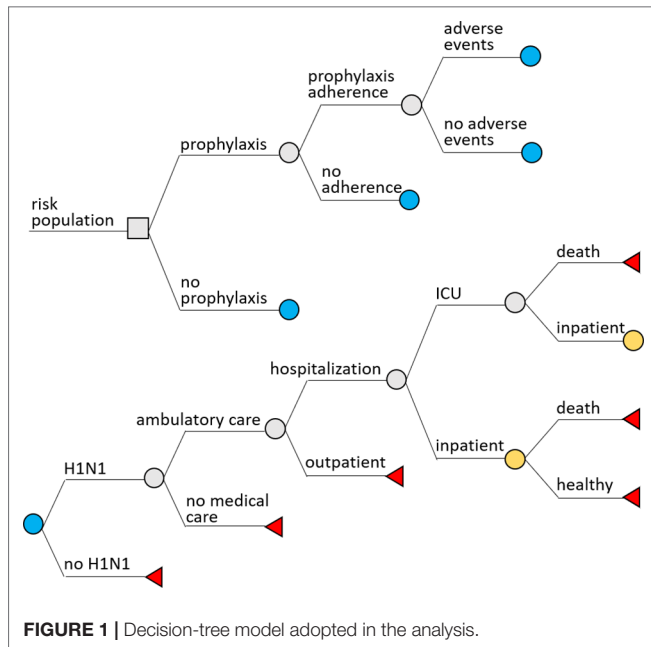 adverse
events
prophylaxis
adherence
no adverse
events
prophylaxis
no
adherence
risk
population
no
prophylaxis
death
ICU
inpatient
hospitalization
death
ambulatory care
inpatient
outpatient
healthy
H1N1
no medical
care
no H1N1
FIGURE 1 | Decision-tree model adopted in the analysis.